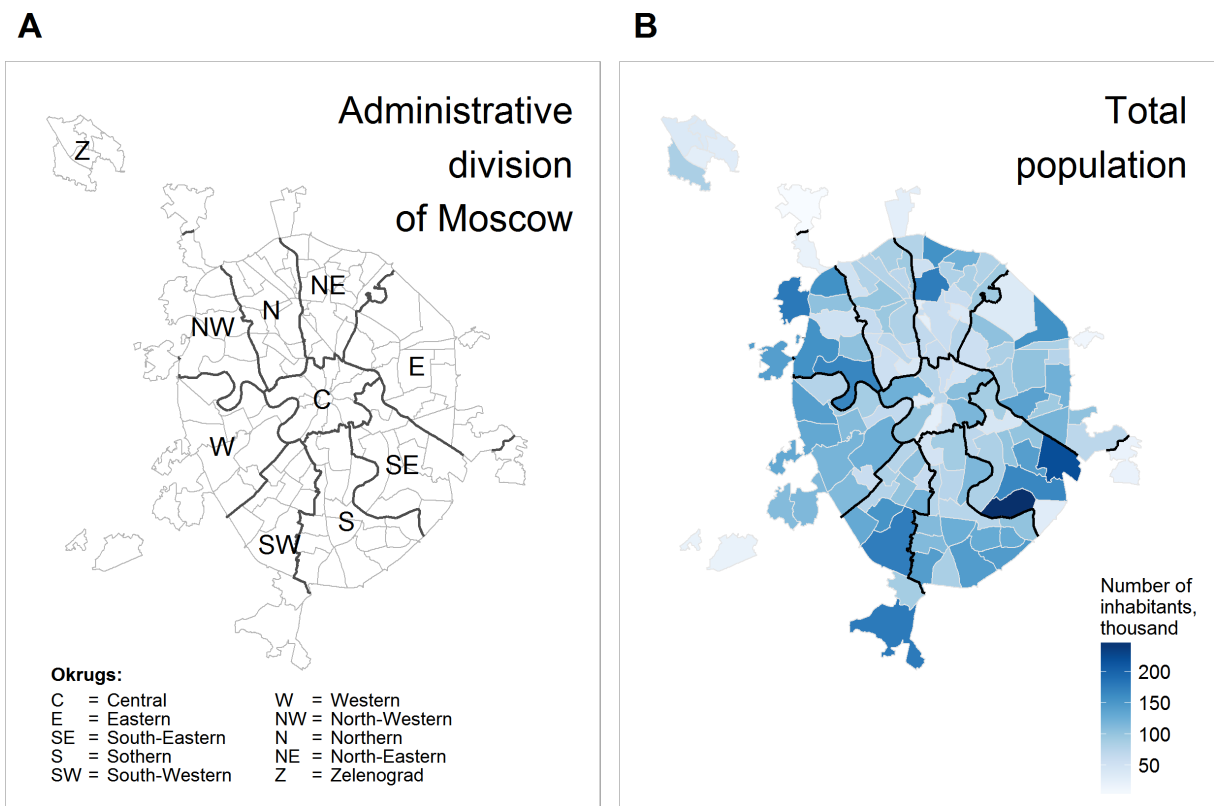 A
Administrative
division
of Moscow
Z
NE
N
NW
E
C
W
SE
S
SW
Okrugs:
C = Central
E = Eastern
SE = South-Eastern
S = Sothern
SW = South-Western
W = Western
NW = North-Western
N = Northern
NE = North-Eastern
Z = Zelenograd
B
Total
population
Number of
inhabitants,
thousand
200
150
100
50